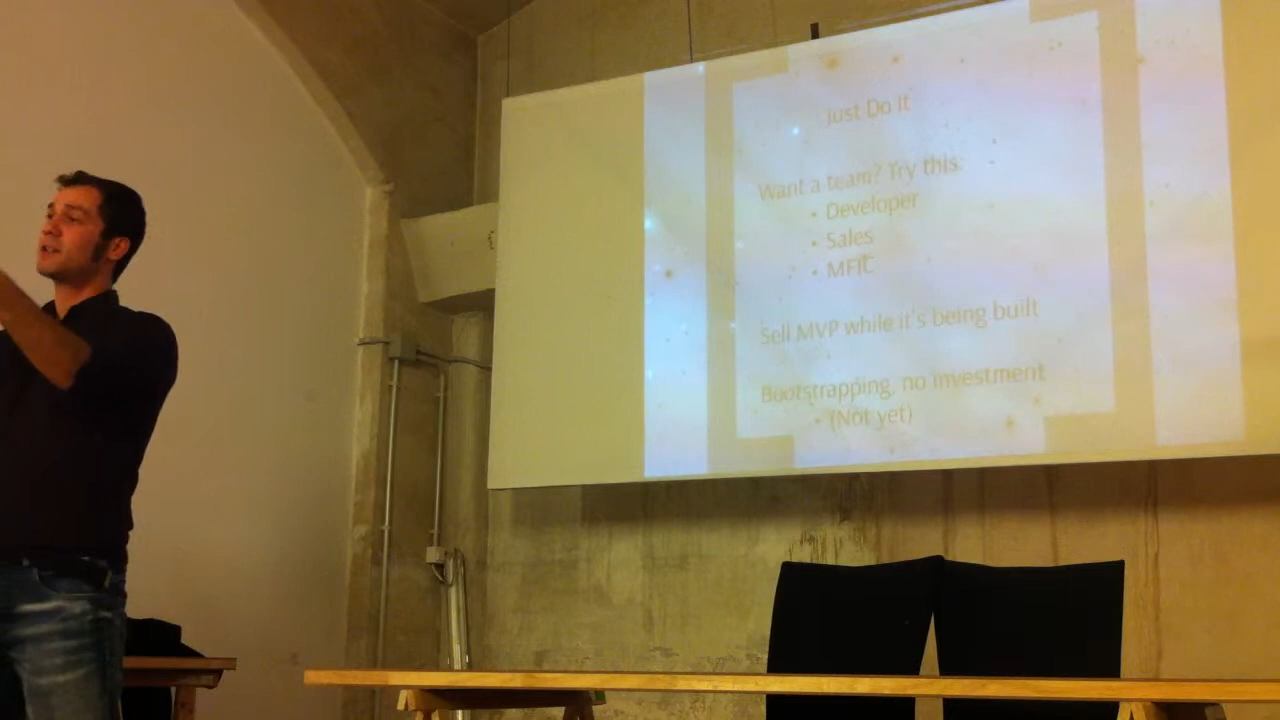 Just Do It
Want a team? Try this:
• Developer
• Sales
• MFIC
Sell MVP while it's being built
Bootstrapping, no investment
• (Not yet)